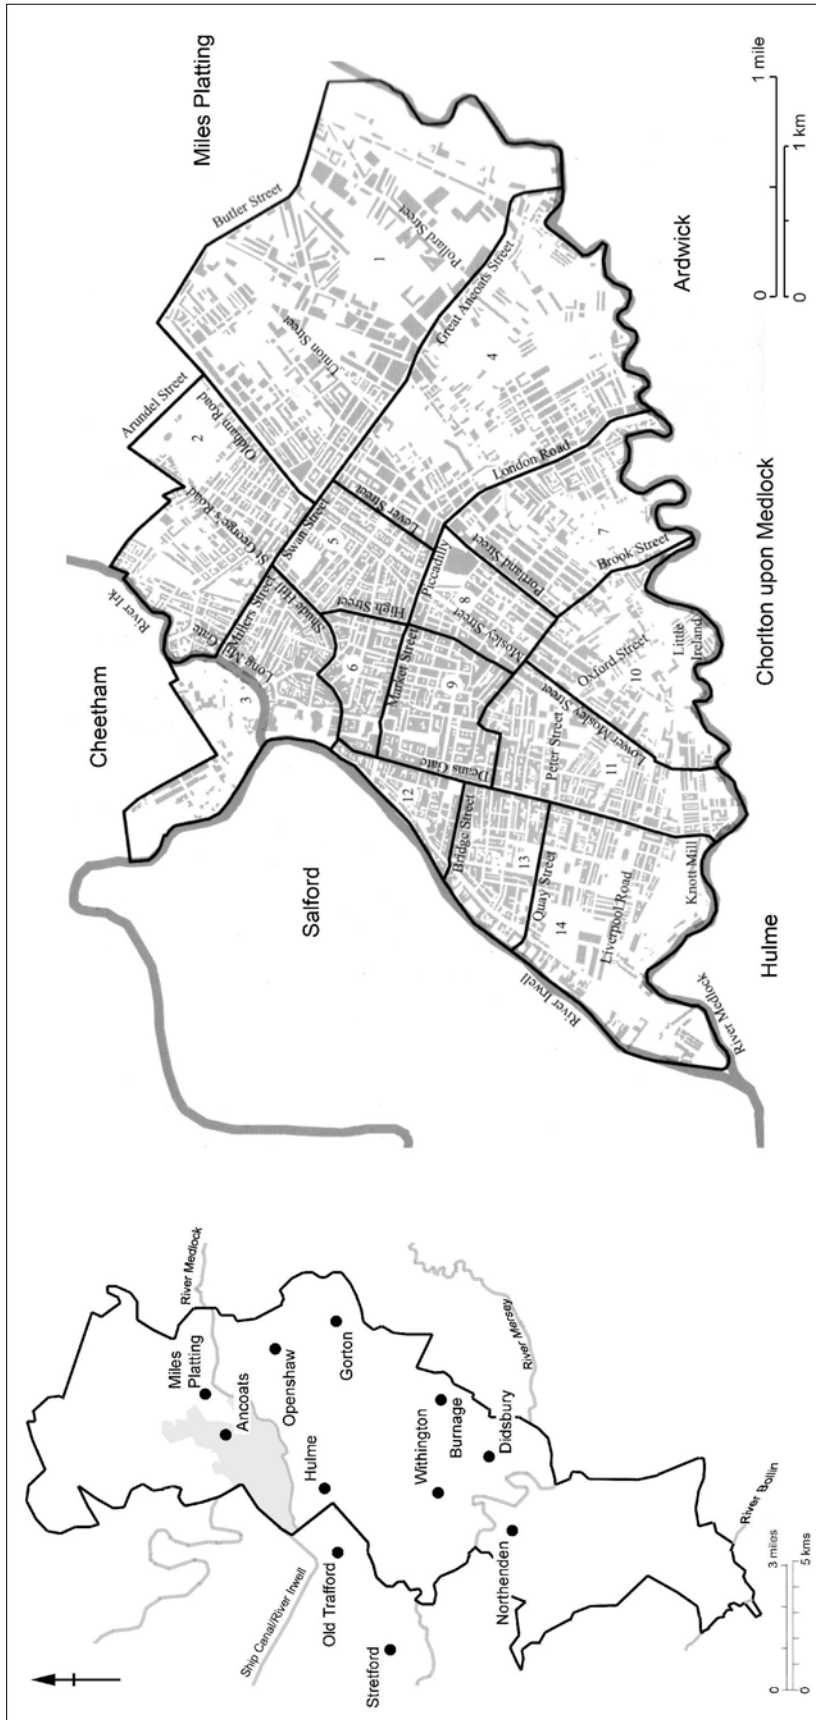 Miles Platting
Butler Street
Arundel Street
Oldham Road
2
St George's Road
Union Street
1
Pollard Street
Great Ancoats Street
Swan Street
River Irk
Cheetham
Gate
Millers Street
Long Mill
Shude Hill
3
5
Lever Street
High Street
Piccadilly
4
London Road
Ardwick
0
1 mile
0
1 km
Salford
6
Market Street
8
Mosley Street
Portland Street
7
Brook Street
9
Oxford Street
10
Little
Ireland
Chorlton upon Medlock
Deans Gate
12
Bridge Street
Peter Street
Lower Mosley Street
11
13
Quay Street
14
Liverpool Road
Knott Mill
River Irwell
River Medlock
Hulme
River Medlock
Miles
Platting
Ancoats
Openshaw
Gorton
Hulme
Ship Canal/River Irwell
Old Trafford
Stretford
Withington
Burnage
Didsbury
River Mersey
Northenden
River Bollin
0
3 miles
0
5 kms